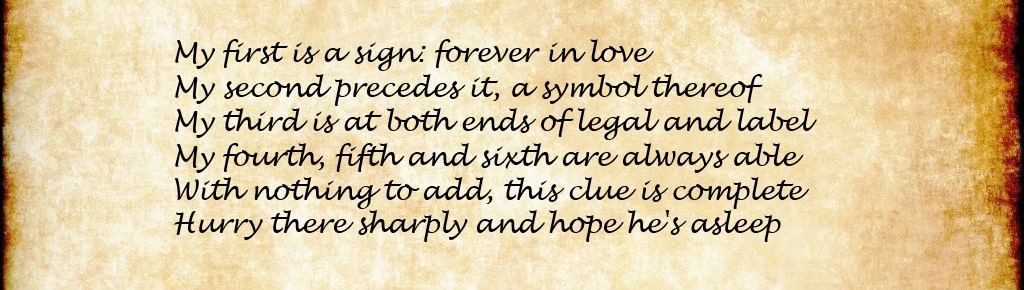 My first is a sign: forever in love
My second precedes it, a symbol thereof
My third is at both ends of legal and label
My fourth, fifth and sixth are always able
With nothing to add, this clue is complete
Hurry there sharply and hope he's asleep